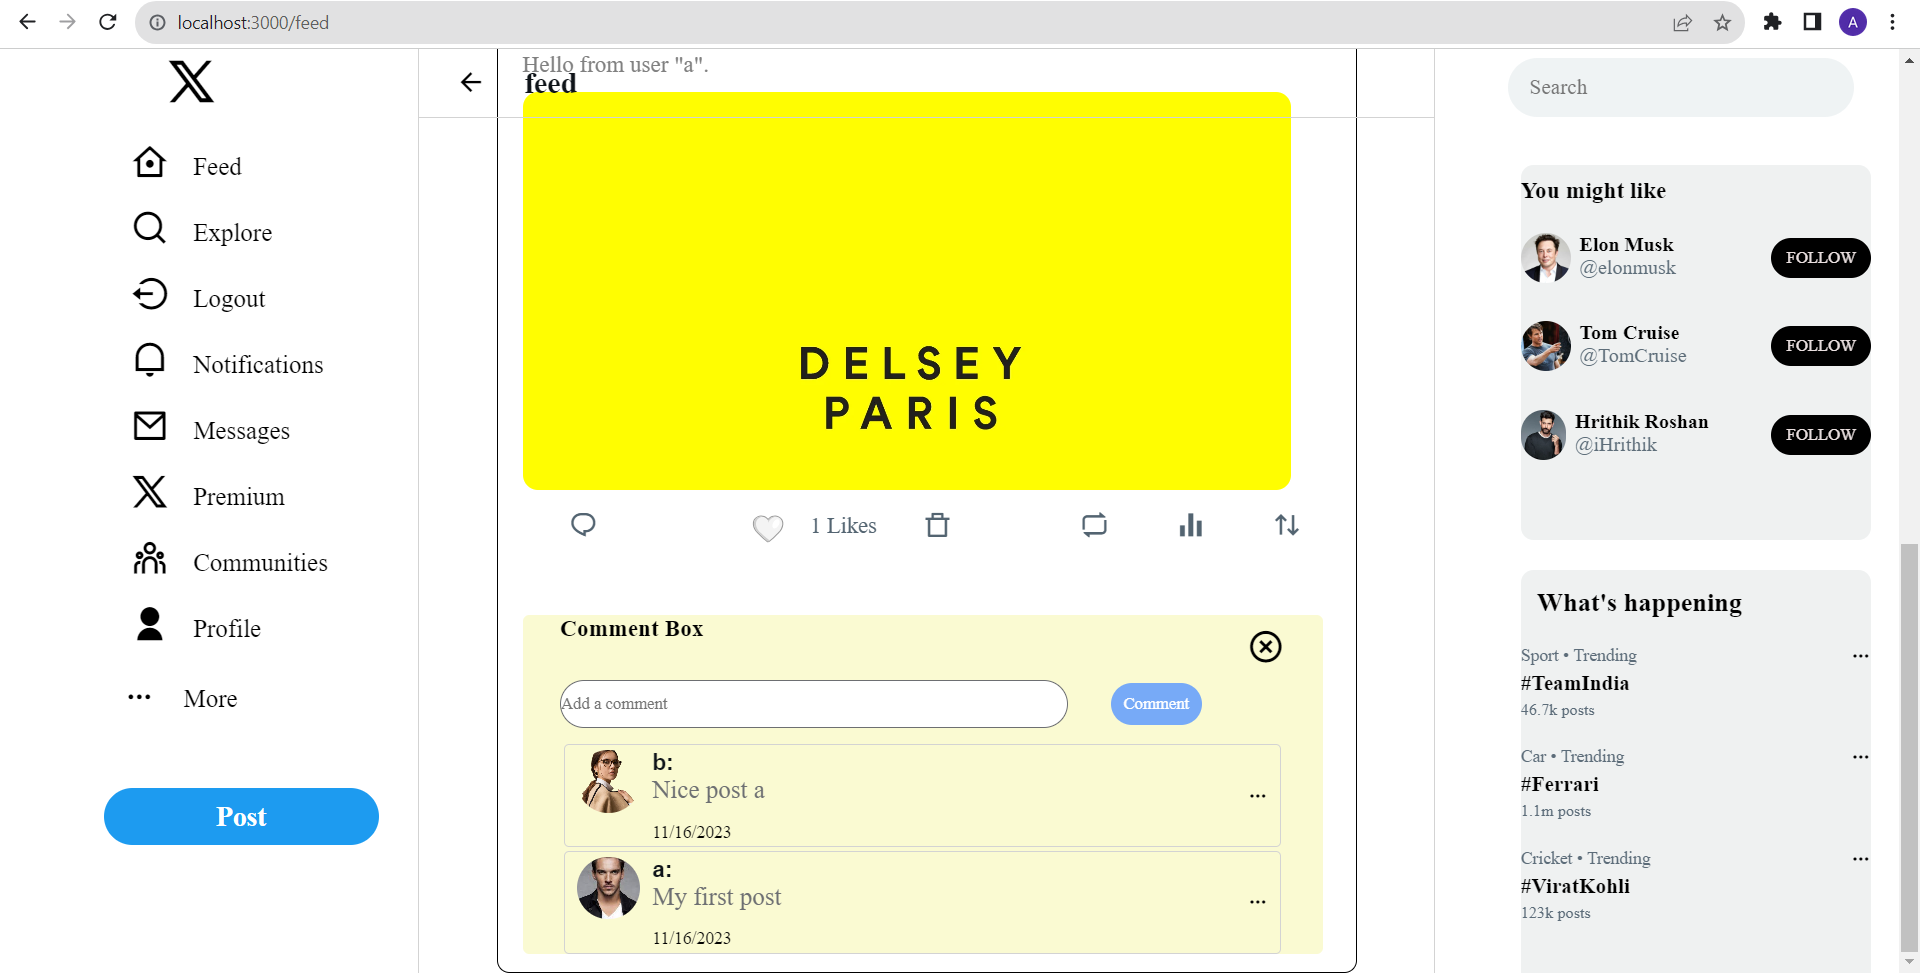 localhost:3000/feed
A
Feed
Explore
Logout
Notifications
Messages
Premium
Communities
Profile
More
Post
Hello from user "a".
feed
DELSEY
PARIS
1 Likes
Comment Box
Add a comment
Comment
b:
Nice post a
11/16/2023
a:
My first post
11/16/2023
Search
You might like
Elon Musk
@elonmusk
FOLLOW
Tom Cruise
@TomCruise
FOLLOW
Hrithik Roshan
@iHrithik
FOLLOW
What's happening
Sport • Trending
#TeamIndia
46.7k posts
Car • Trending
#Ferrari
1.1m posts
Cricket • Trending
#ViratKohli
123k posts